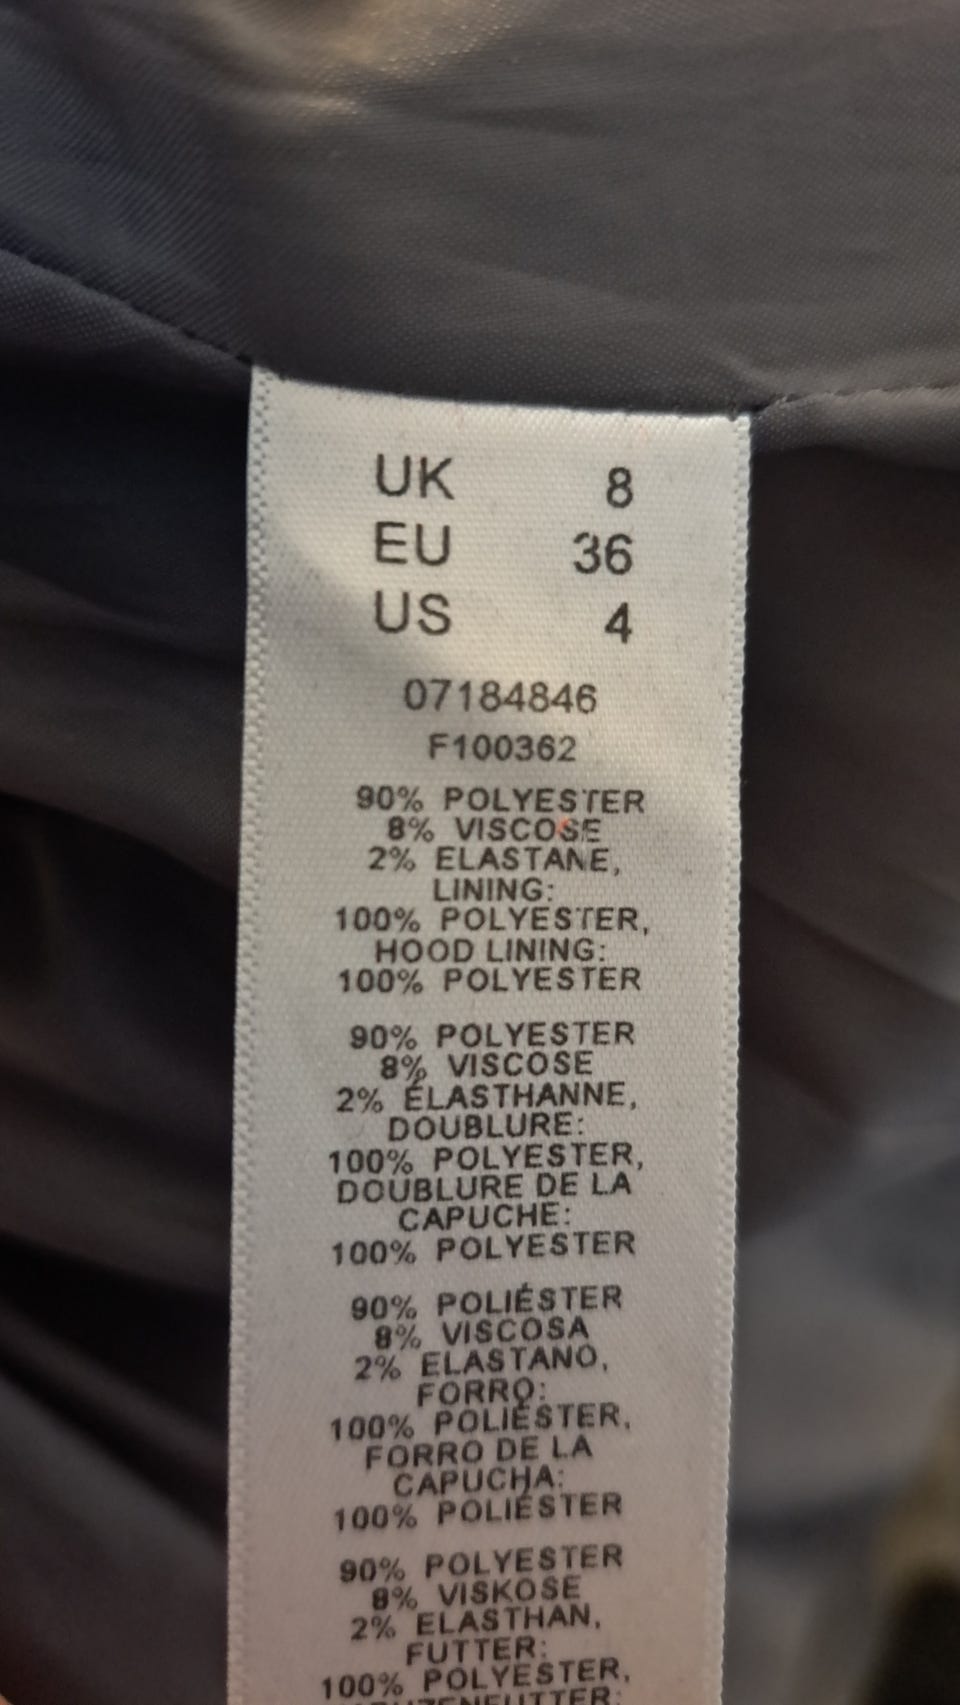 UK 8
EU 36
US 4
07184846
F100362
90% POLYESTER
8% VISCOSE
2% ELASTANE,
LINING:
100% POLYESTER,
HOOD LINING:
100% POLYESTER
90% POLYESTER
8% VISCOSE
2% ÉLASTHANNE,
DOUBLURE:
100% POLYESTER,
DOUBLURE DE LA
CAPUCHE:
100% POLYESTER
90% POLIÉSTER
8% VISCOSA
2% ELASTANO,
FORRO:
100% POLIÉSTER,
FORRO DE LA
CAPUCHA:
100% POLIÉSTER
90% POLYESTER
8% VISKOSE
2% ELASTHAN,
FUTTER:
100% POLYESTER,